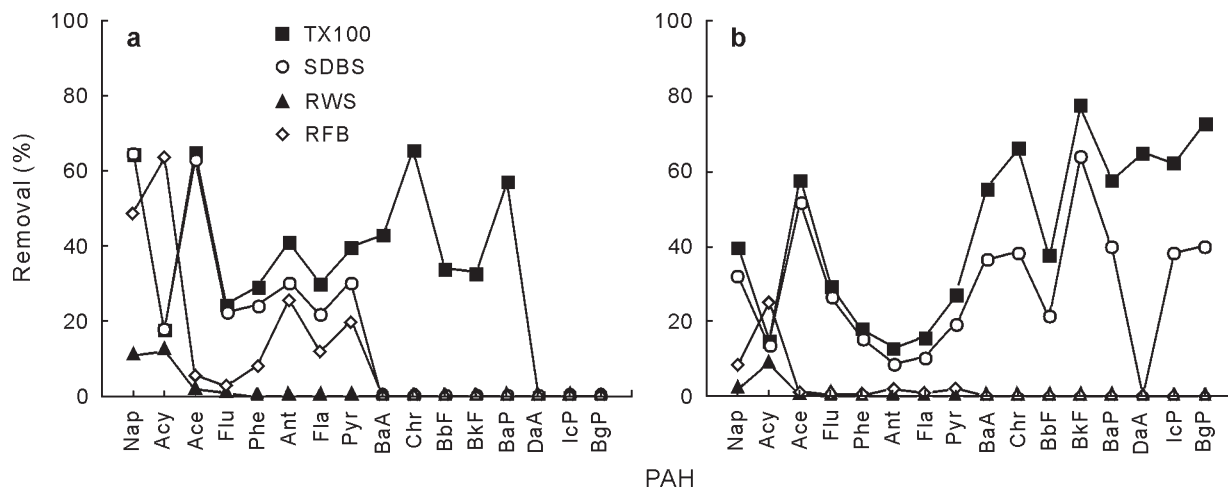 100
80
60
40
20
0
Removal (%)
a
TX100
SDBS
RWS
RFB
Nap
Acy
Ace
Flu
Phe
Ant
Fla
Pyr
BaA
Chr
BbF
BkF
BaP
DaA
IcP
BgP
100
80
60
40
20
0
b
Nap
Acy
Ace
Flu
Phe
Ant
Fla
Pyr
BaA
Chr
BbF
BkF
BaP
DaA
IcP
BgP
PAH